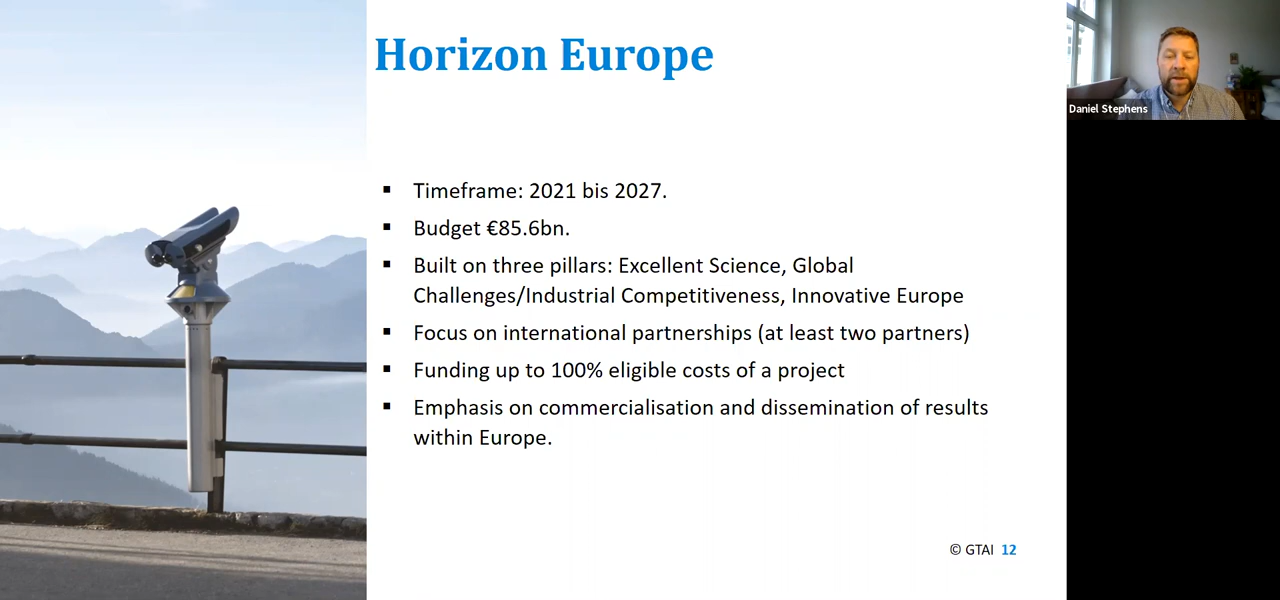 Horizon Europe
Daniel Stephens
▪ Timeframe: 2021 bis 2027.
▪ Budget €85.6bn.
▪ Built on three pillars: Excellent Science, Global
Challenges/Industrial Competitiveness, Innovative Europe
▪ Focus on international partnerships (at least two partners)
▪ Funding up to 100% eligible costs of a project
▪ Emphasis on commercialisation and dissemination of results
within Europe.
© GTAI 12